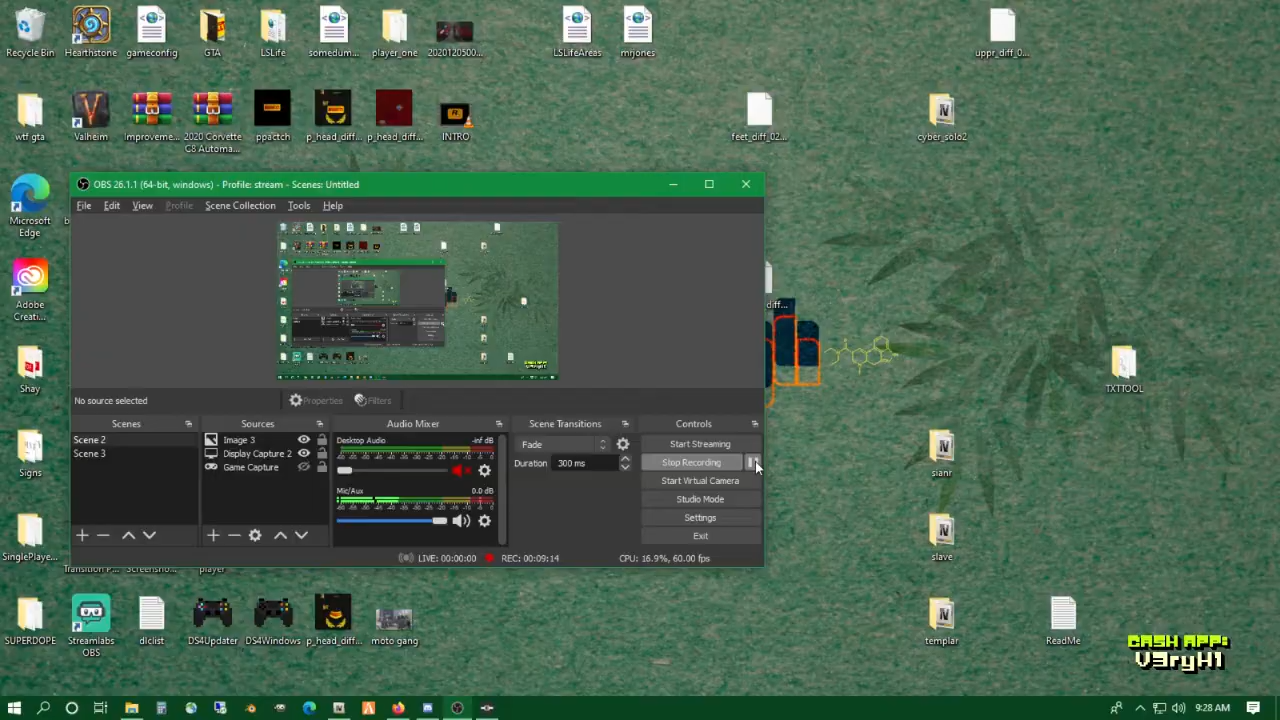 Recycle Bin
Hearthstone
gameconfig
GTA
LSLife
somedum...
player_one
2020120500...
LSLifeAreas
mrjones
uppr_diff_0...
wtf gta
Valheim
Improveme...
2020 Corvette
C8 Automa...
ppactch
p_head_diff...
p_head_diff...
INTRO
feet_diff_02...
cyber_solo2
OBS 26.1.1 (64-bit, windows) - Profile: stream - Scenes: Untitled
File Edit View Profile Scene Collection Tools Help
Microsoft
Edge
Adobe
Creati...
diff...
Shay
TXTTOOL
No source selected
Properties
Filters
Scenes
Sources
Audio Mixer
Scene Transitions
Controls
Scene 2
Scene 3
Image 3
Display Capture 2
Game Capture
Desktop Audio
-inf dB
Mic/Aux
0.0 dB
Fade
Duration 300 ms
Start Streaming
Stop Recording
Start Virtual Camera
Studio Mode
Settings
Exit
LIVE: 00:00:00
REC: 00:09:14
CPU: 16.9%, 60.00 fps
Signs
sianr
SinglePlaye...
Transition P...
Screensho...
player
slave
SUPERDOPE
Streamlabs
OBS
dlclist
DS4Updater
DS4Windows
p_head_diff...
moto gang
templar
ReadMe
CASH APP:
V3ryH1
9:28 AM